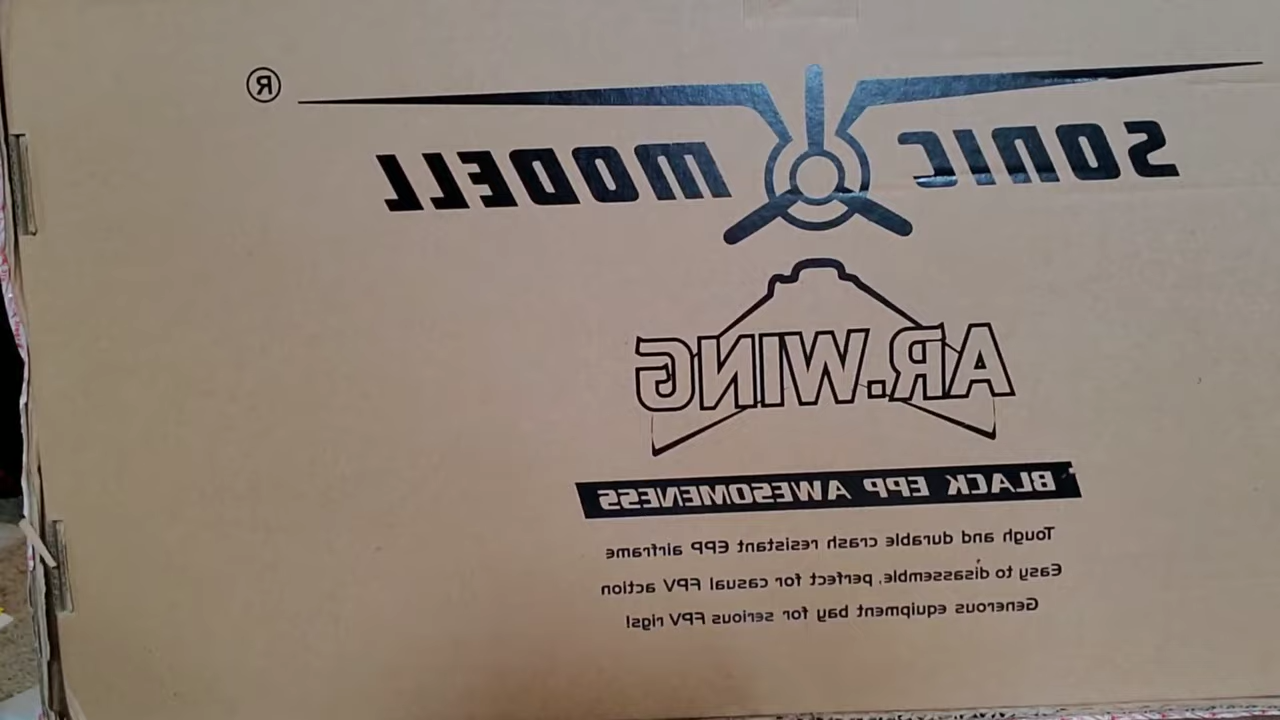 SONIC MODELL ®
AR.WING
BLACK EPP AWESOMENESS
Tough and durable crash resistant EPP airframe
Easy to disassemble, perfect for casual FPV action
Generous equipment bay for serious FPV rigs!